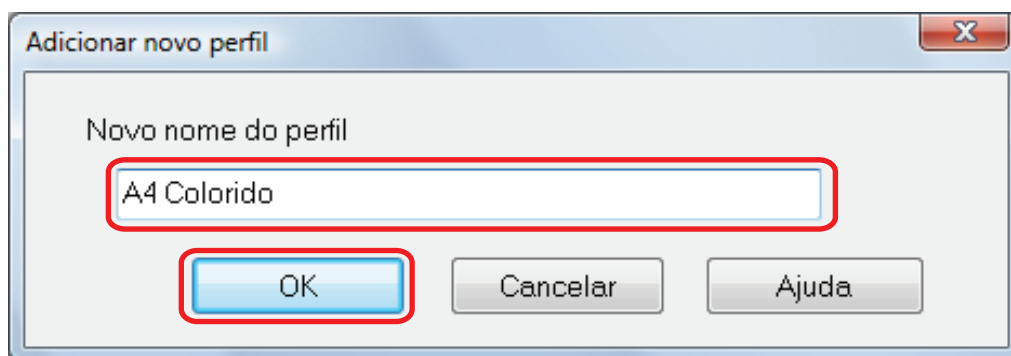 Adicionar novo perfil
Novo nome do perfil
A4 Colorido
OK Cancelar Ajuda